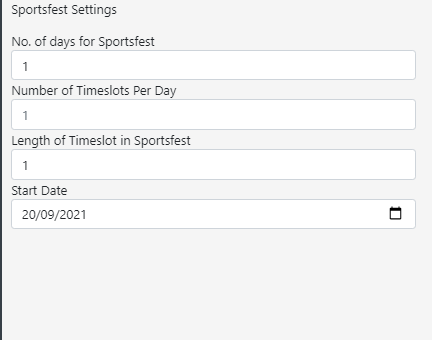 Sportsfest Settings
No. of days for Sportsfest
1
Number of Timeslots Per Day
1
Length of Timeslot in Sportsfest
1
Start Date
20/09/2021